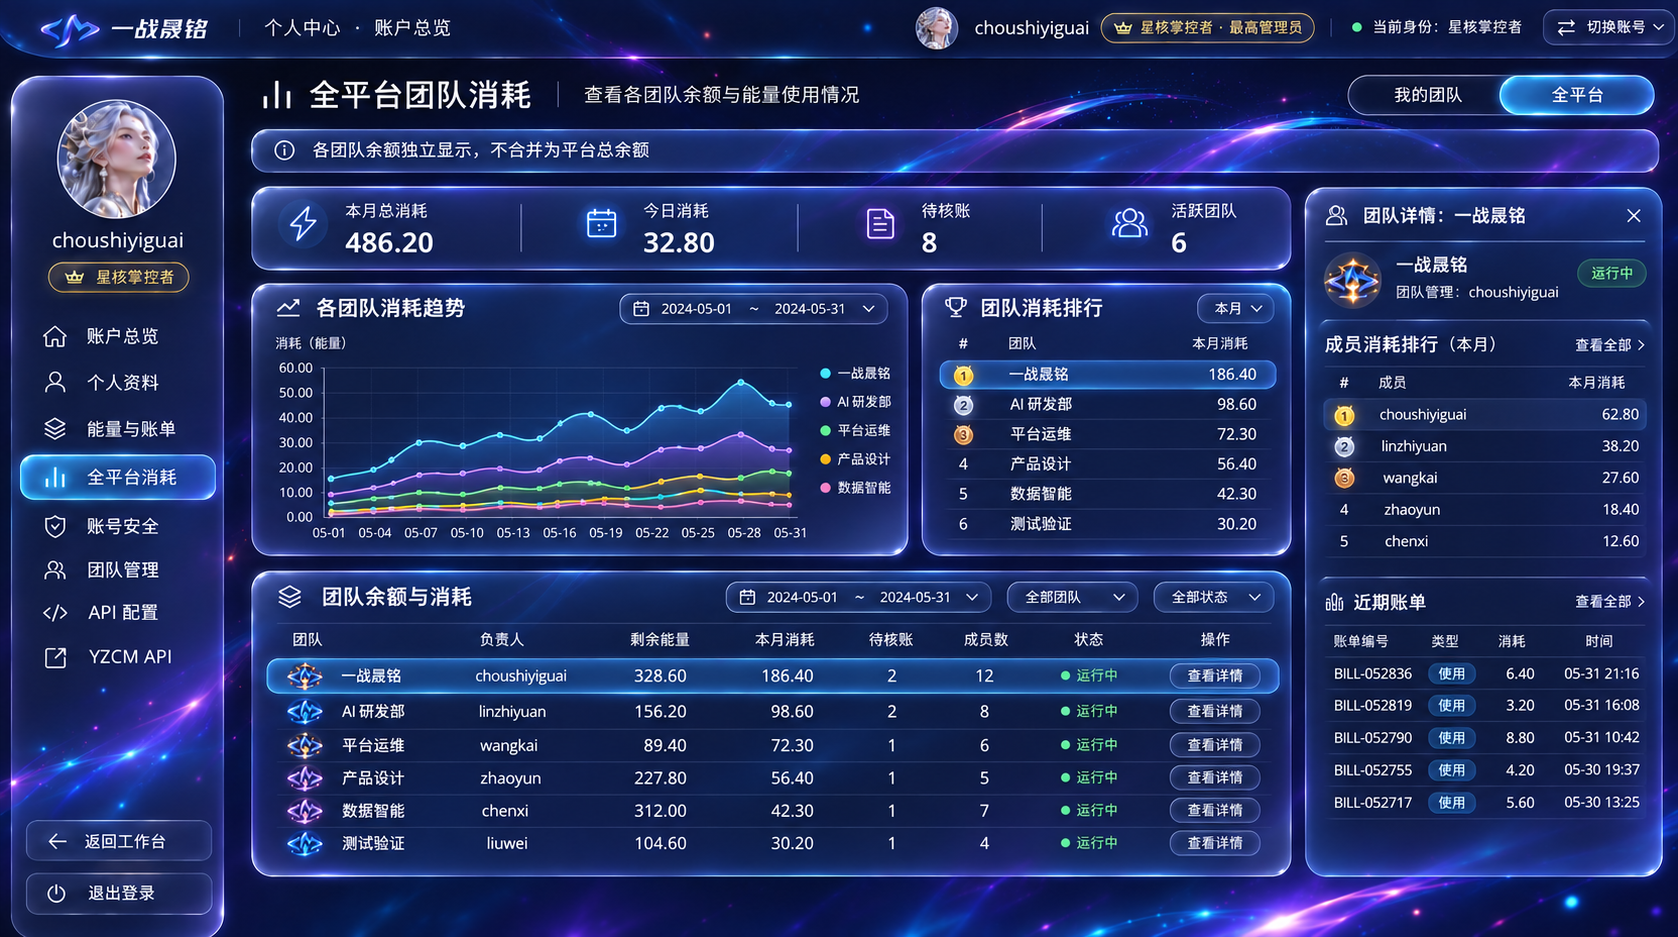 一战晟铭
个人中心 · 账户总览
choushiyiguai
星核掌控者 · 最高管理员
当前身份：星核掌控者
切换账号
choushiyiguai
星核掌控者
账户总览
个人资料
能量与账单
全平台消耗
账号安全
团队管理
</> API 配置
YZCM API
返回工作台
退出登录
全平台团队消耗
查看各团队余额与能量使用情况
我的团队
全平台
各团队余额独立显示，不合并为平台总余额
本月总消耗
486.20
今日消耗
32.80
待核账
8
活跃团队
6
各团队消耗趋势
2024-05-01 ~ 2024-05-31
消耗（能量）
60.00
50.00
40.00
30.00
20.00
10.00
0.00
05-01 05-04 05-07 05-10 05-13 05-16 05-19 05-22 05-25 05-28 05-31
一战晟铭
AI 研发部
平台运维
产品设计
数据智能
团队消耗排行
本月
# 团队 本月消耗
1 一战晟铭 186.40
2 AI 研发部 98.60
3 平台运维 72.30
4 产品设计 56.40
5 数据智能 42.30
6 测试验证 30.20
团队余额与消耗
2024-05-01 ~ 2024-05-31
全部团队
全部状态
团队 负责人 剩余能量 本月消耗 待核账 成员数 状态 操作
一战晟铭 choushiyiguai 328.60 186.40 2 12 运行中 查看详情
AI 研发部 linzhiyuan 156.20 98.60 2 8 运行中 查看详情
平台运维 wangkai 89.40 72.30 1 6 运行中 查看详情
产品设计 zhaoyun 227.80 56.40 1 5 运行中 查看详情
数据智能 chenxi 312.00 42.30 1 7 运行中 查看详情
测试验证 liuwei 104.60 30.20 1 4 运行中 查看详情
团队详情：一战晟铭
一战晟铭
团队管理：choushiyiguai
运行中
成员消耗排行（本月）
查看全部
# 成员 本月消耗
1 choushiyiguai 62.80
2 linzhiyuan 38.20
3 wangkai 27.60
4 zhaoyun 18.40
5 chenxi 12.60
近期账单
查看全部
账单编号 类型 消耗 时间
BILL-052836 使用 6.40 05-31 21:16
BILL-052819 使用 3.20 05-31 16:08
BILL-052790 使用 8.80 05-31 10:42
BILL-052755 使用 4.20 05-30 19:37
BILL-052717 使用 5.60 05-30 13:25